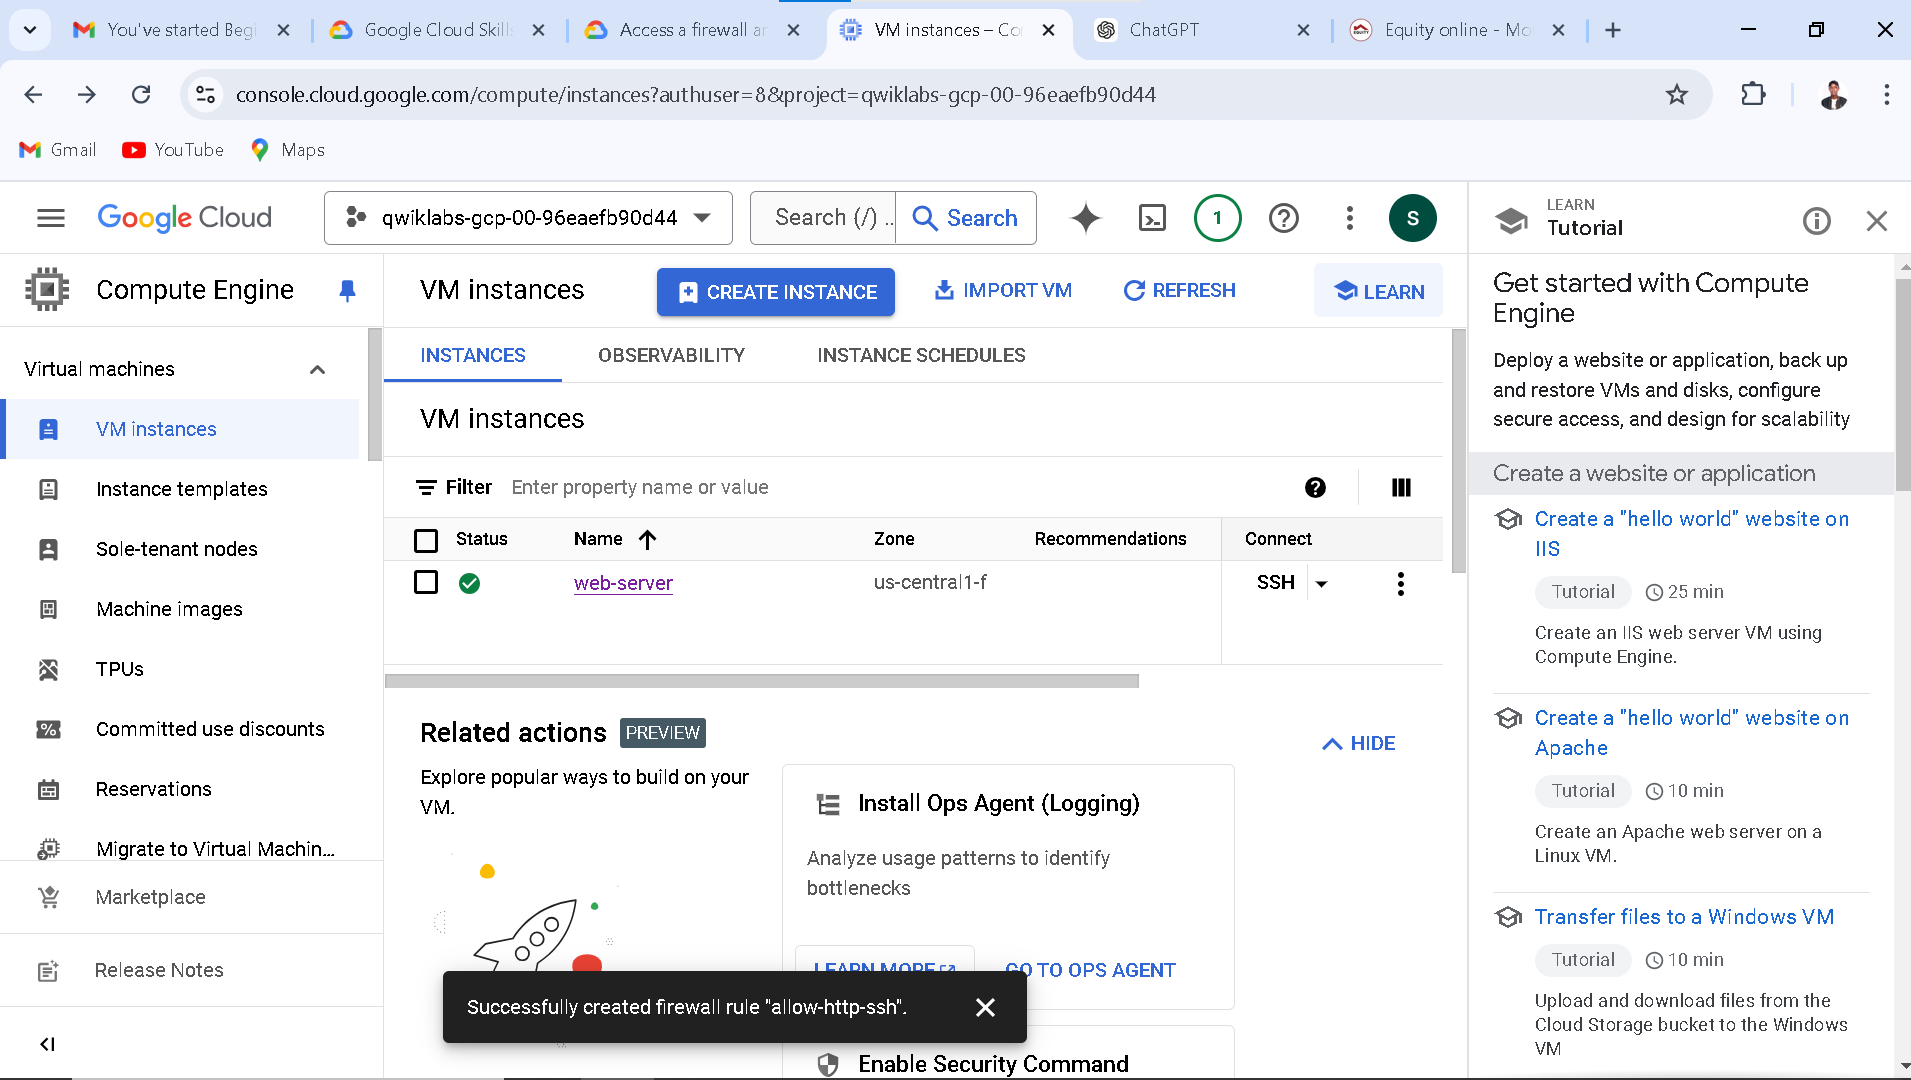 You've started Begi
Google Cloud Skills
Access a firewall an
VM instances – Co
ChatGPT
Equity online - Mo
console.cloud.google.com/compute/instances?authuser=8&project=qwiklabs-gcp-00-96eaefb90d44
Gmail
YouTube
Maps
Google Cloud
qwiklabs-gcp-00-96eaefb90d44
Search (/) ..
Search
1
S
LEARN
Tutorial
Compute Engine
VM instances
CREATE INSTANCE
IMPORT VM
REFRESH
LEARN
Virtual machines
VM instances
Instance templates
Sole-tenant nodes
Machine images
TPUs
Committed use discounts
Reservations
Migrate to Virtual Machin...
Marketplace
Release Notes
INSTANCES
OBSERVABILITY
INSTANCE SCHEDULES
VM instances
Filter
Enter property name or value
Status
Name
Zone
Recommendations
Connect
web-server
us-central1-f
SSH
Related actions
PREVIEW
HIDE
Explore popular ways to build on your
VM.
Install Ops Agent (Logging)
Analyze usage patterns to identify
bottlenecks
LEARN MORE
GO TO OPS AGENT
Successfully created firewall rule "allow-http-ssh".
Enable Security Command
Get started with Compute
Engine
Deploy a website or application, back up
and restore VMs and disks, configure
secure access, and design for scalability
Create a website or application
Create a "hello world" website on
IIS
Tutorial
25 min
Create an IIS web server VM using
Compute Engine.
Create a "hello world" website on
Apache
Tutorial
10 min
Create an Apache web server on a
Linux VM.
Transfer files to a Windows VM
Tutorial
10 min
Upload and download files from the
Cloud Storage bucket to the Windows
VM